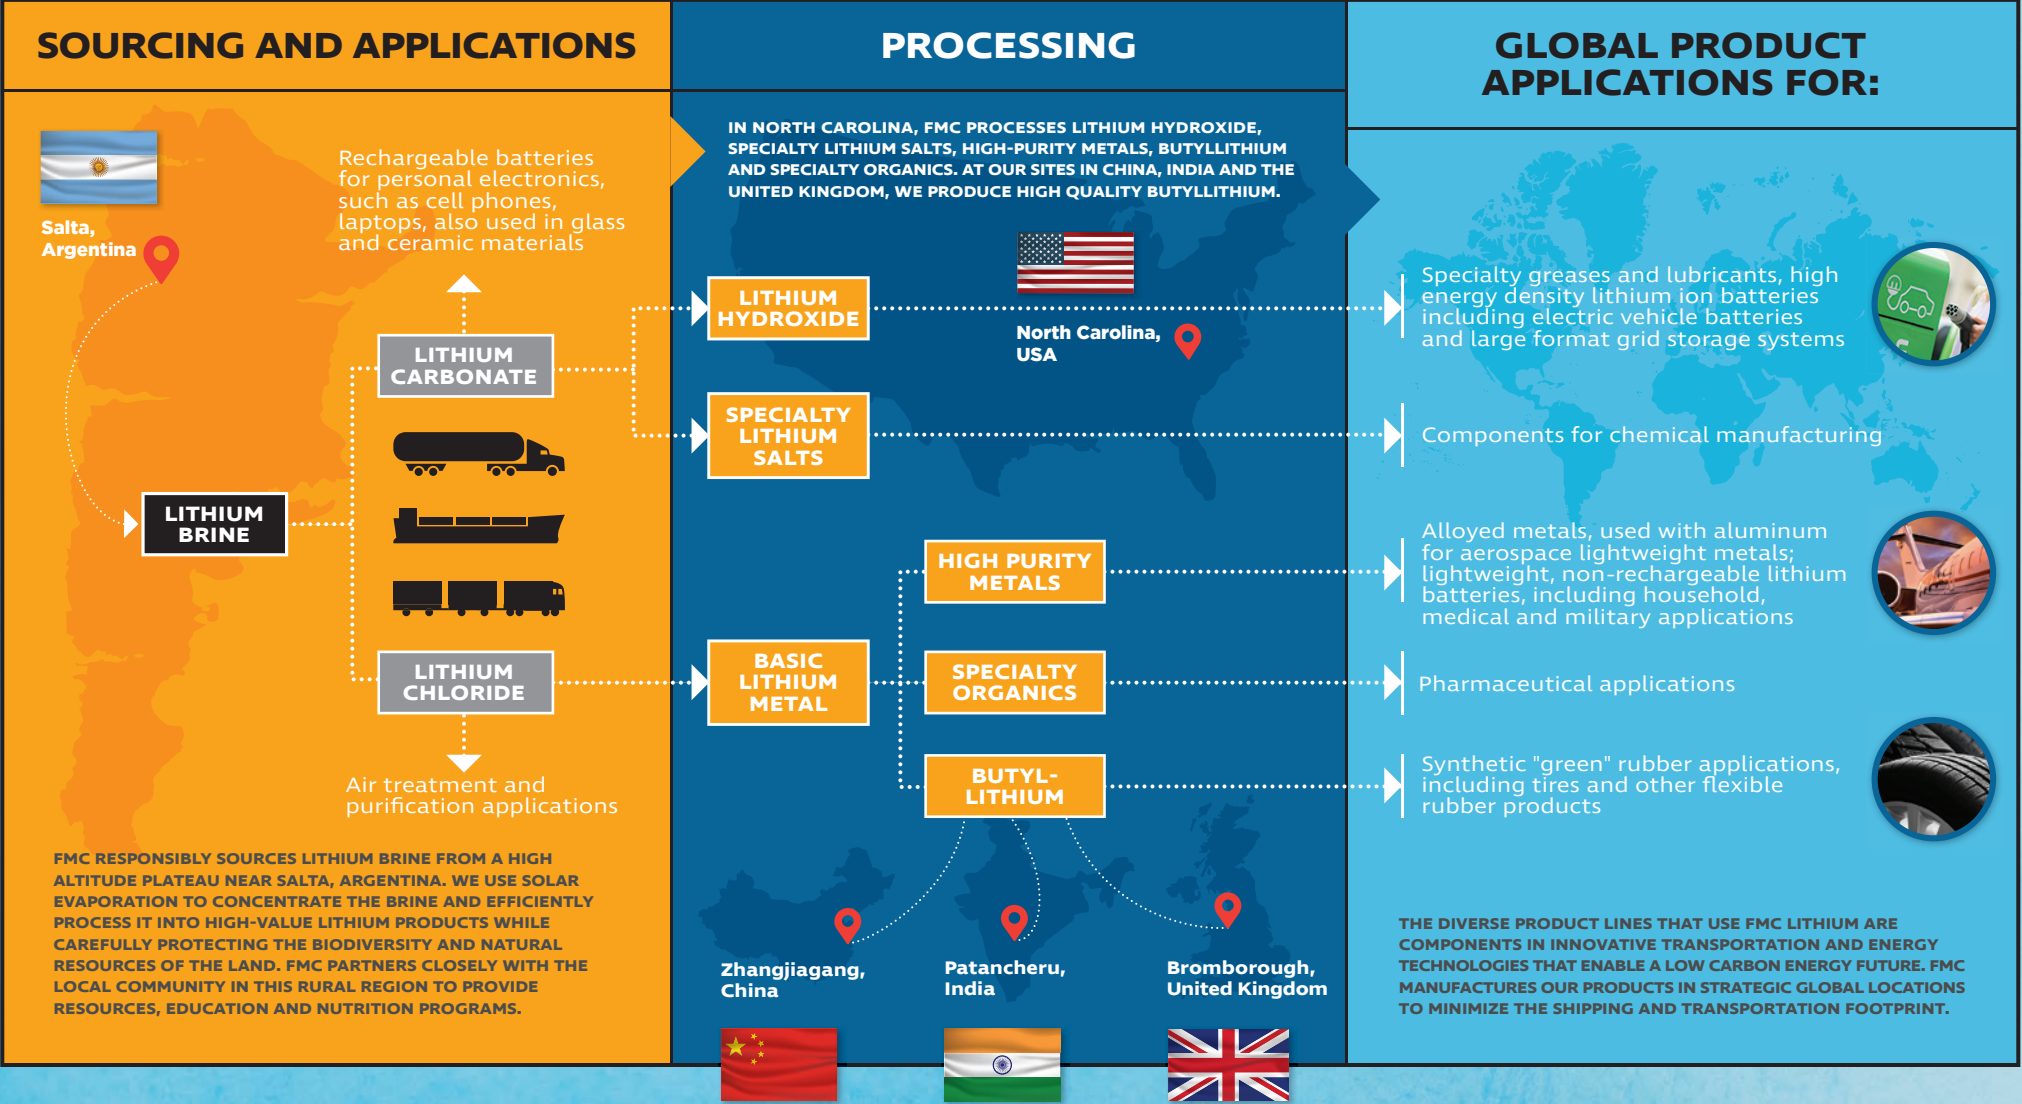 SOURCING AND APPLICATIONS
Salta,
Argentina
Rechargeable batteries
for personal electronics,
such as cell phones,
laptops, also used in glass
and ceramic materials
LITHIUM
CARBONATE
LITHIUM
BRINE
LITHIUM
CHLORIDE
Air treatment and
purification applications
FMC RESPONSIBLY SOURCES LITHIUM BRINE FROM A HIGH
ALTITUDE PLATEAU NEAR SALTA, ARGENTINA. WE USE SOLAR
EVAPORATION TO CONCENTRATE THE BRINE AND EFFICIENTLY
PROCESS IT INTO HIGH-VALUE LITHIUM PRODUCTS WHILE
CAREFULLY PROTECTING THE BIODIVERSITY AND NATURAL
RESOURCES OF THE LAND. FMC PARTNERS CLOSELY WITH THE
LOCAL COMMUNITY IN THIS RURAL REGION TO PROVIDE
RESOURCES, EDUCATION AND NUTRITION PROGRAMS.
PROCESSING
IN NORTH CAROLINA, FMC PROCESSES LITHIUM HYDROXIDE,
SPECIALTY LITHIUM SALTS, HIGH-PURITY METALS, BUTYLLITHIUM
AND SPECIALTY ORGANICS. AT OUR SITES IN CHINA, INDIA AND THE
UNITED KINGDOM, WE PRODUCE HIGH QUALITY BUTYLLITHIUM.
LITHIUM
HYDROXIDE
North Carolina,
USA
SPECIALTY
LITHIUM
SALTS
HIGH PURITY
METALS
BASIC
LITHIUM
METAL
SPECIALTY
ORGANICS
BUTYL-
LITHIUM
Zhangjiagang,
China
Patancheru,
India
Bromborough,
United Kingdom
GLOBAL PRODUCT
APPLICATIONS FOR:
Specialty greases and lubricants, high
energy density lithium ion batteries
including electric vehicle batteries
and large format grid storage systems
Components for chemical manufacturing
Alloyed metals, used with aluminum
for aerospace lightweight metals;
lightweight, non-rechargeable lithium
batteries, including household,
medical and military applications
Pharmaceutical applications
Synthetic "green" rubber applications,
including tires and other flexible
rubber products
THE DIVERSE PRODUCT LINES THAT USE FMC LITHIUM ARE
COMPONENTS IN INNOVATIVE TRANSPORTATION AND ENERGY
TECHNOLOGIES THAT ENABLE A LOW CARBON ENERGY FUTURE. FMC
MANUFACTURES OUR PRODUCTS IN STRATEGIC GLOBAL LOCATIONS
TO MINIMIZE THE SHIPPING AND TRANSPORTATION FOOTPRINT.